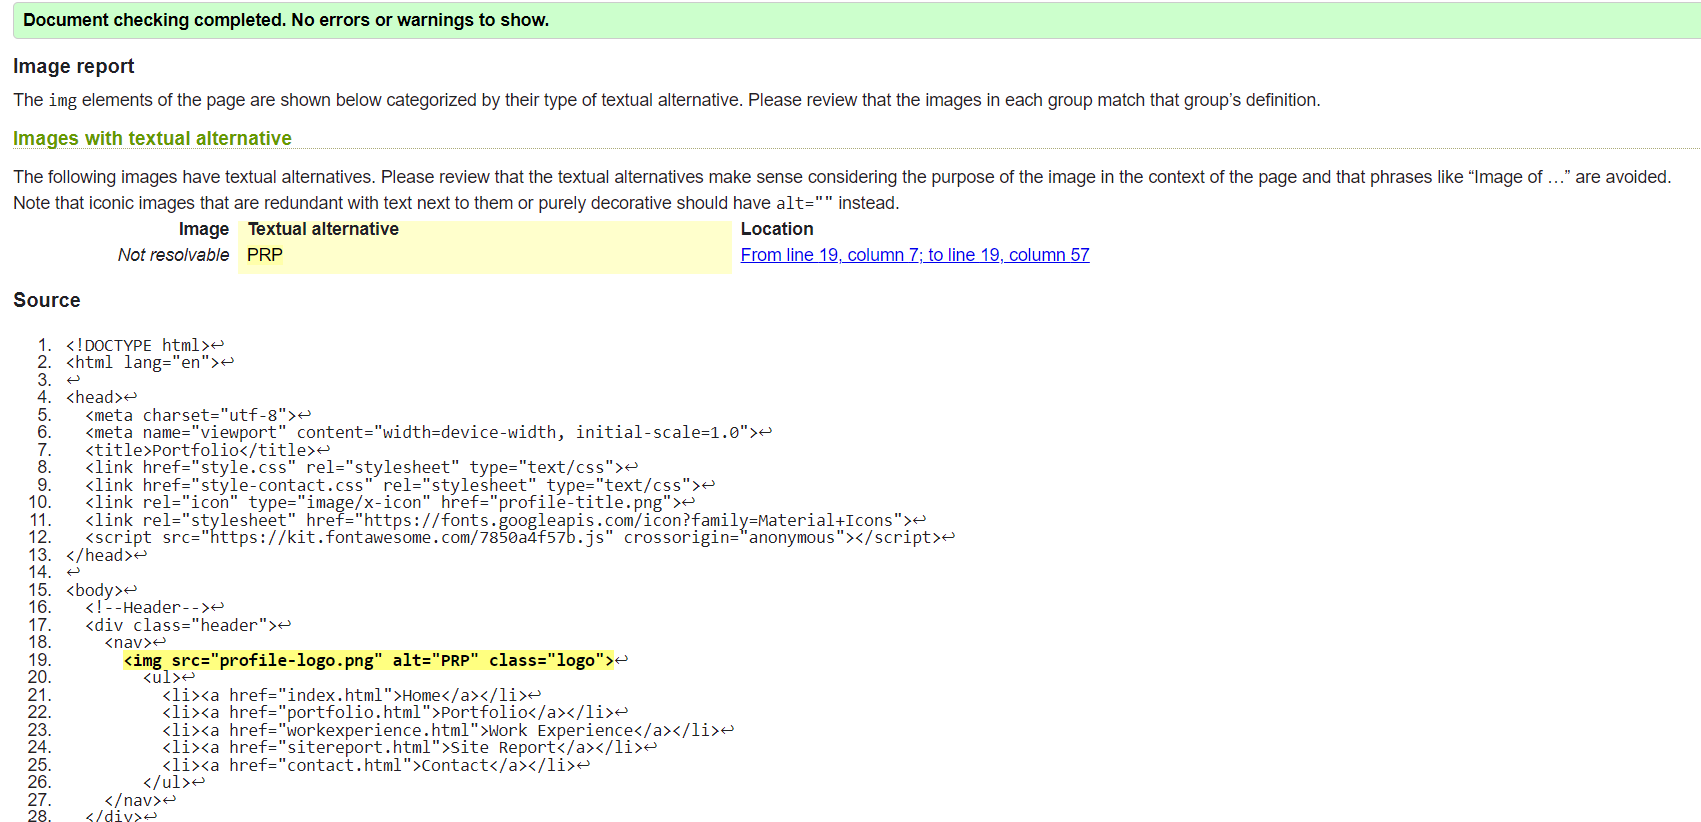 Document checking completed. No errors or warnings to show.
Image report
The img elements of the page are shown below categorized by their type of textual alternative. Please review that the images in each group match that group’s definition.
Images with textual alternative
The following images have textual alternatives. Please review that the textual alternatives make sense considering the purpose of the image in the context of the page and that phrases like “Image of …” are avoided.
Note that iconic images that are redundant with text next to them or purely decorative should have alt="" instead.
Image Textual alternative Location
Not resolvable PRP From line 19, column 7; to line 19, column 57
Source
1. <!DOCTYPE html>↩
2. <html lang="en">↩
3. ↩
4. <head>↩
5.   <meta charset="utf-8">↩
6.   <meta name="viewport" content="width=device-width, initial-scale=1.0">↩
7.   <title>Portfolio</title>↩
8.   <link href="style.css" rel="stylesheet" type="text/css">↩
9.   <link href="style-contact.css" rel="stylesheet" type="text/css">↩
10.   <link rel="icon" type="image/x-icon" href="profile-title.png">↩
11.   <link rel="stylesheet" href="https://fonts.googleapis.com/icon?family=Material+Icons">↩
12.   <script src="https://kit.fontawesome.com/7850a4f57b.js" crossorigin="anonymous"></script>↩
13. </head>↩
14. ↩
15. <body>↩
16.   <!--Header-->↩
17.   <div class="header">↩
18.     <nav>↩
19.       <img src="profile-logo.png" alt="PRP" class="logo">↩
20.         <ul>↩
21.           <li><a href="index.html">Home</a></li>↩
22.           <li><a href="portfolio.html">Portfolio</a></li>↩
23.           <li><a href="workexperience.html">Work Experience</a></li>↩
24.           <li><a href="sitereport.html">Site Report</a></li>↩
25.           <li><a href="contact.html">Contact</a></li>↩
26.         </ul>↩
27.     </nav>↩
28.   </div>↩